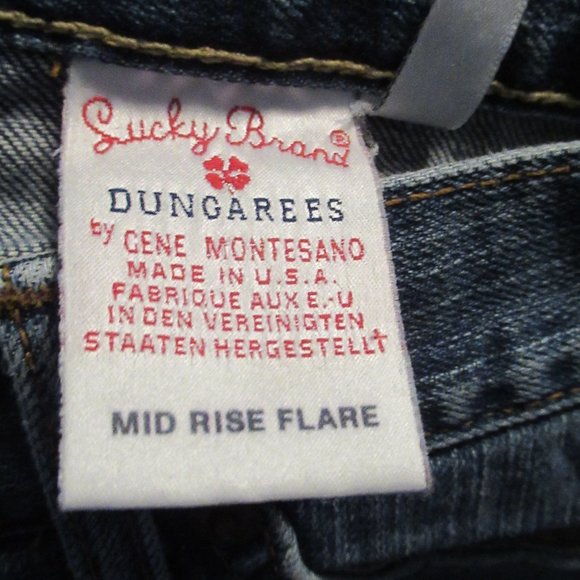 Lucky Brand®
DUNGAREES
by GENE MONTESANO
MADE IN U.S.A.
FABRIQUE AUX E.-U
IN DEN VEREINIGTEN
STAATEN HERGESTELLT
MID RISE FLARE